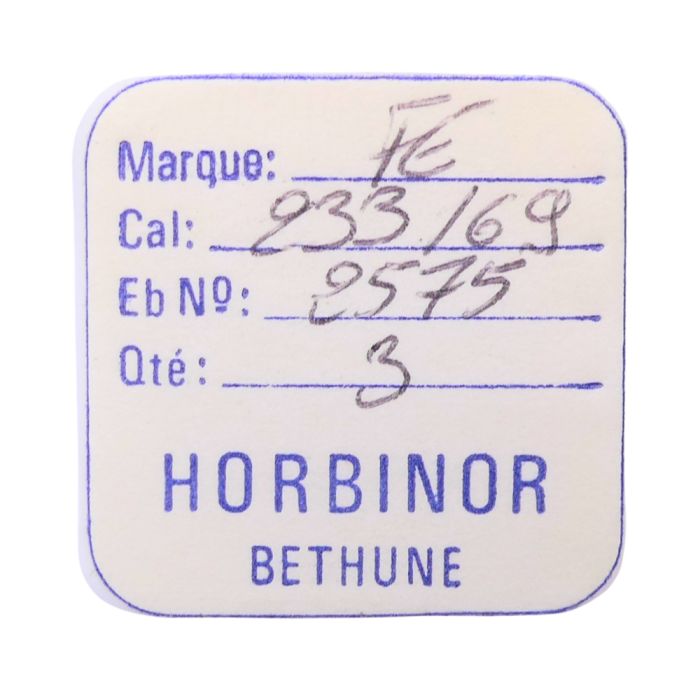 Marque: FE
Cal: 233/69
Eb Nº: 2575
Qté: 3
HORBINOR
BETHUNE